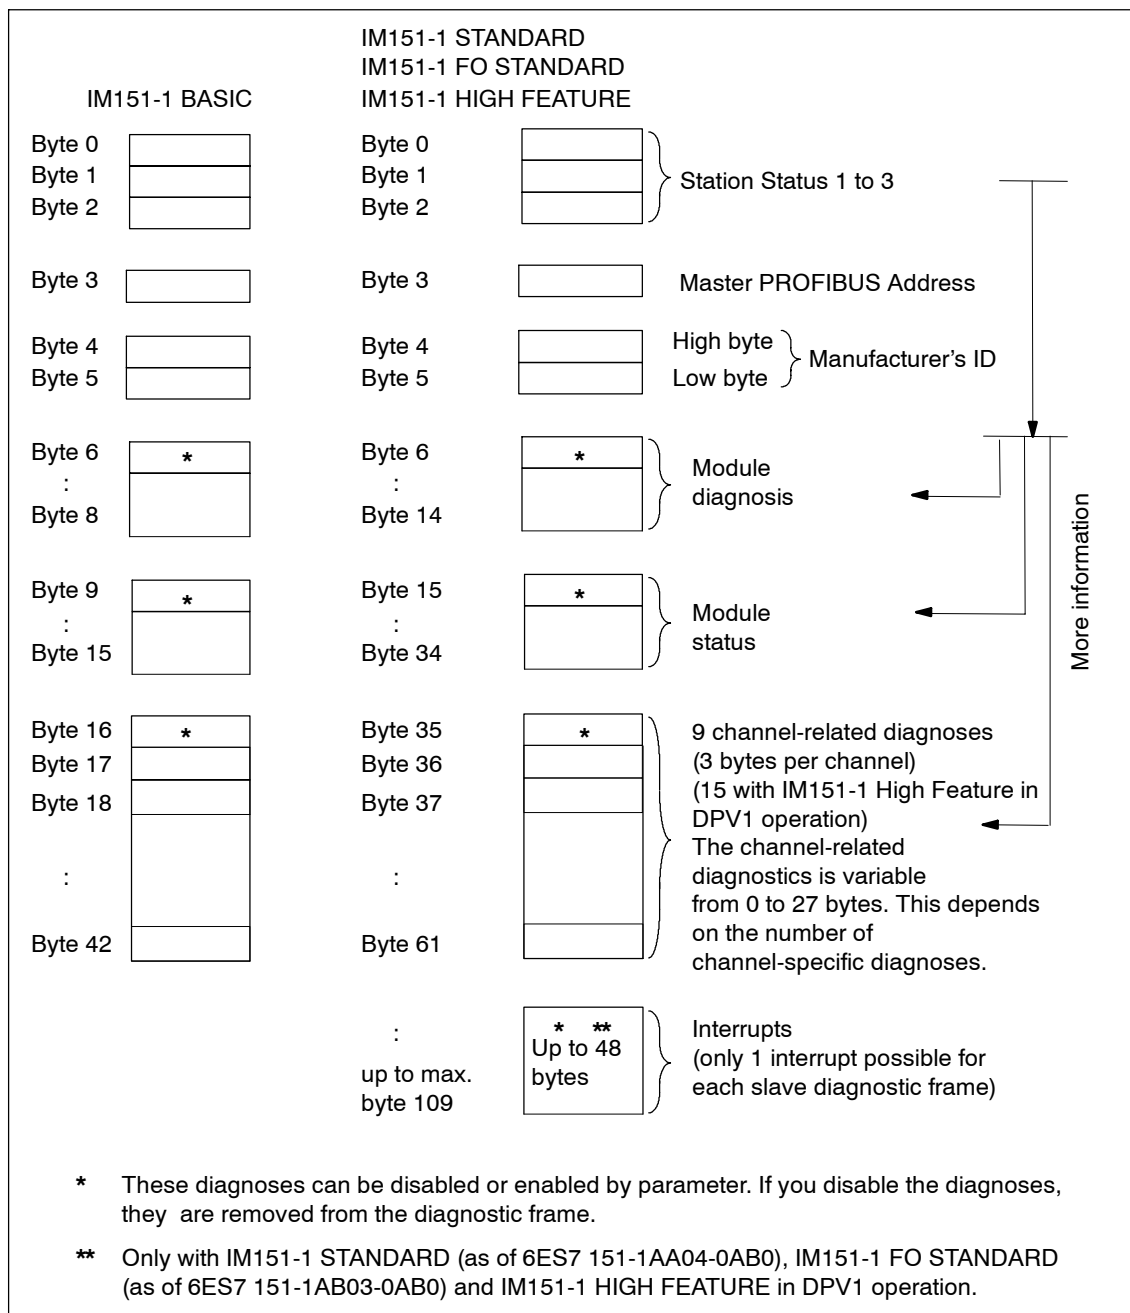 IM151-1 STANDARD
IM151-1 FO STANDARD
IM151-1 BASIC IM151-1 HIGH FEATURE
Byte 0 Byte 0
Byte 1 Byte 1 Station Status 1 to 3
Byte 2 Byte 2
Byte 3 Byte 3 Master PROFIBUS Address
Byte 4 Byte 4 High byte
Manufacturer's ID
Byte 5 Byte 5 Low byte
Byte 6 * Byte 6 * Module
: : diagnosis
Byte 8 Byte 14
More information
Byte 9 * Byte 15 * Module
: : status
Byte 15 Byte 34
Byte 16 * Byte 35 * 9 channel-related diagnoses
Byte 17 Byte 36 (3 bytes per channel)
Byte 18 Byte 37 (15 with IM151-1 High Feature in
DPV1 operation)
The channel-related
: : diagnostics is variable
from 0 to 27 bytes. This depends
Byte 42 Byte 61 on the number of
channel-specific diagnoses.
: * ** Interrupts
Up to 48 (only 1 interrupt possible for
up to max. bytes each slave diagnostic frame)
byte 109
* These diagnoses can be disabled or enabled by parameter. If you disable the diagnoses,
they are removed from the diagnostic frame.
** Only with IM151-1 STANDARD (as of 6ES7 151-1AA04-0AB0), IM151-1 FO STANDARD
(as of 6ES7 151-1AB03-0AB0) and IM151-1 HIGH FEATURE in DPV1 operation.